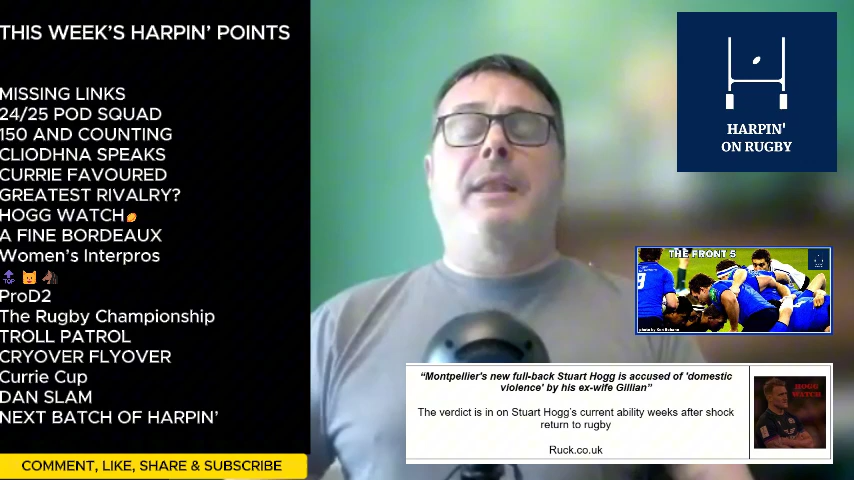 THIS WEEK'S HARPIN' POINTS
MISSING LINKS
24/25 POD SQUAD
150 AND COUNTING
CLIODHNA SPEAKS
CURRIE FAVOURED
GREATEST RIVALRY?
HOGG WATCH🏉
A FINE BORDEAUX
Women's Interpros
🔝 🐱 🐴
ProD2
The Rugby Championship
TROLL PATROL
CRYOVER FLYOVER
Currie Cup
DAN SLAM
NEXT BATCH OF HARPIN'
COMMENT, LIKE, SHARE & SUBSCRIBE
HARPIN'
ON RUGBY
THE FRONT 5
9
“Montpellier's new full-back Stuart Hogg is accused of 'domestic
violence' by his ex-wife Gillian”
The verdict is in on Stuart Hogg's current ability weeks after shock
return to rugby
Ruck.co.uk
HOGG
WATCH